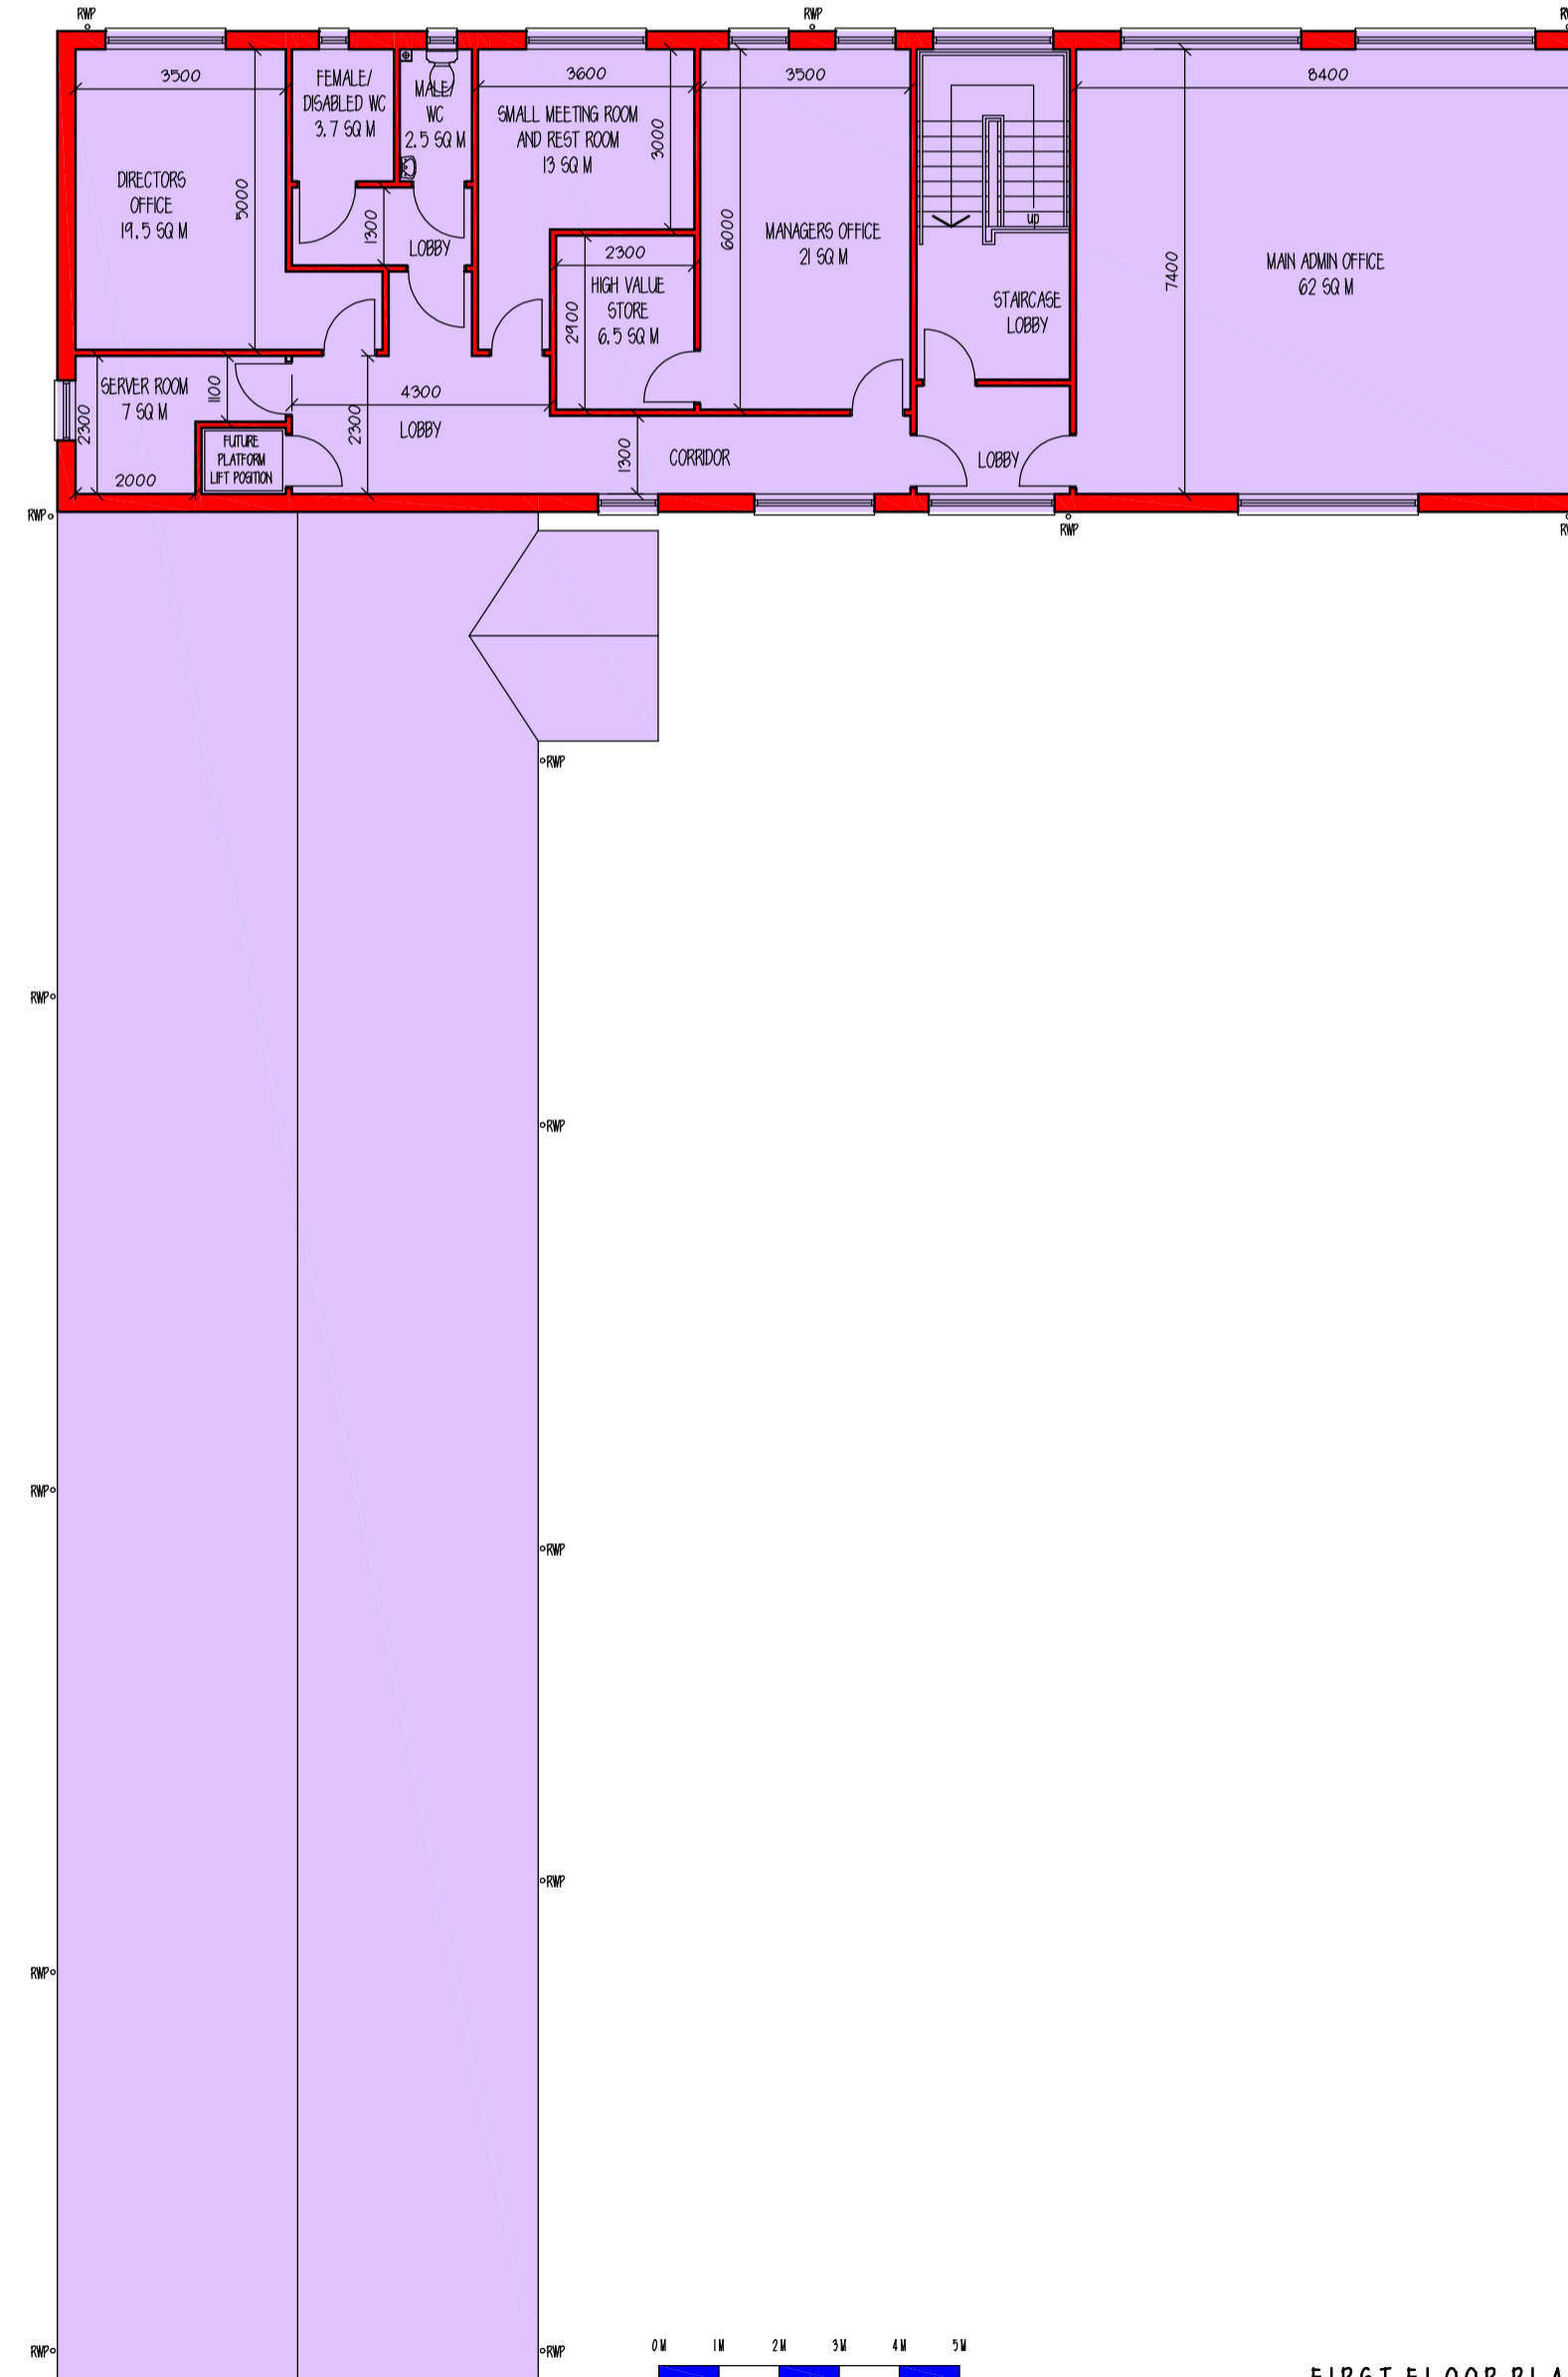 RWP
RWP
3500
3600
3500
8400
FEMALE/
DISABLED WC
3.7 SQ M
MALE/
WC
2.5 SQ M
SMALL MEETING ROOM
AND REST ROOM
13 SQ M
3000
DIRECTORS
OFFICE
19.5 SQ M
5000
1300
LOBBY
6000
MANAGERS OFFICE
21 SQ M
up
7400
MAIN ADMIN OFFICE
62 SQ M
2300
HIGH VALUE
STORE
6.5 SQ M
2900
STAIRCASE
LOBBY
SERVER ROOM
7 SQ M
1100
2300
4300
2300
LOBBY
FUTURE
PLATFORM
LIFT POSITION
2000
1300
CORRIDOR
LOBBY
RWP
RWP
RWP
RWP
RWP
RWP
RWP
RWP
RWP
RWP
RWP
0M 1M 2M 3M 4M 5M
FIRST FLOOR